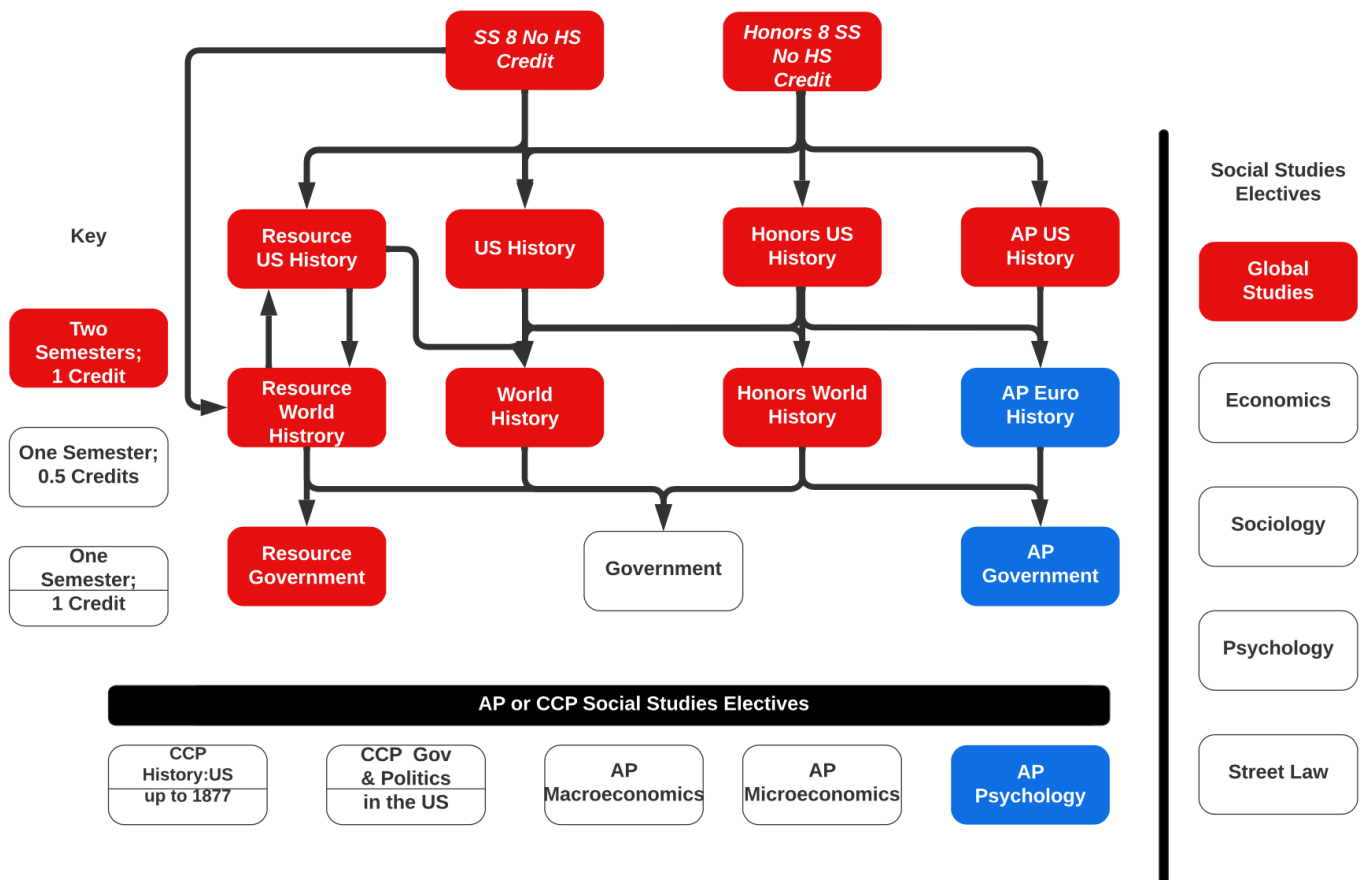 SS 8 No HS
Credit
Honors 8 SS
No HS
Credit
Social Studies
Electives
Key
Resource
US History
US History
Honors US
History
AP US
History
Global
Studies
Two
Semesters;
1 Credit
Resource
World
Histrory
World
History
Honors World
History
AP Euro
History
Economics
One Semester;
0.5 Credits
Sociology
One
Semester;
1 Credit
Resource
Government
Government
AP
Government
Psychology
AP or CCP Social Studies Electives
CCP
History:US
up to 1877
CCP Gov
& Politics
in the US
AP
Macroeconomics
AP
Microeconomics
AP
Psychology
Street Law